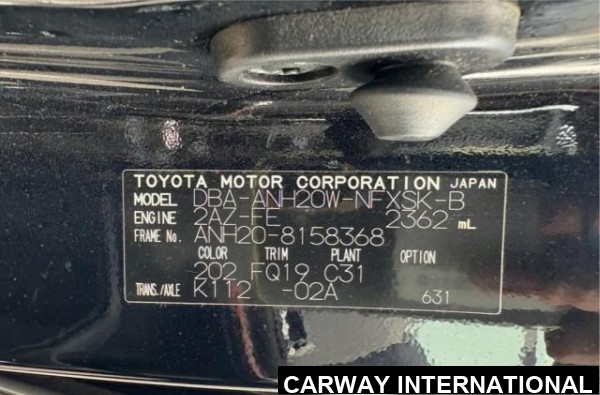 TOYOTA MOTOR CORPORATION JAPAN
MODEL DBA-ANH20W-NFXSK-B
ENGINE 2AZ-FE 2362 mL
FRAME No. ANH20-8158368
COLOR TRIM PLANT OPTION
202 FQ19 C31
TRANS./AXLE K112 -02A 631
CARWAY INTERNATIONAL